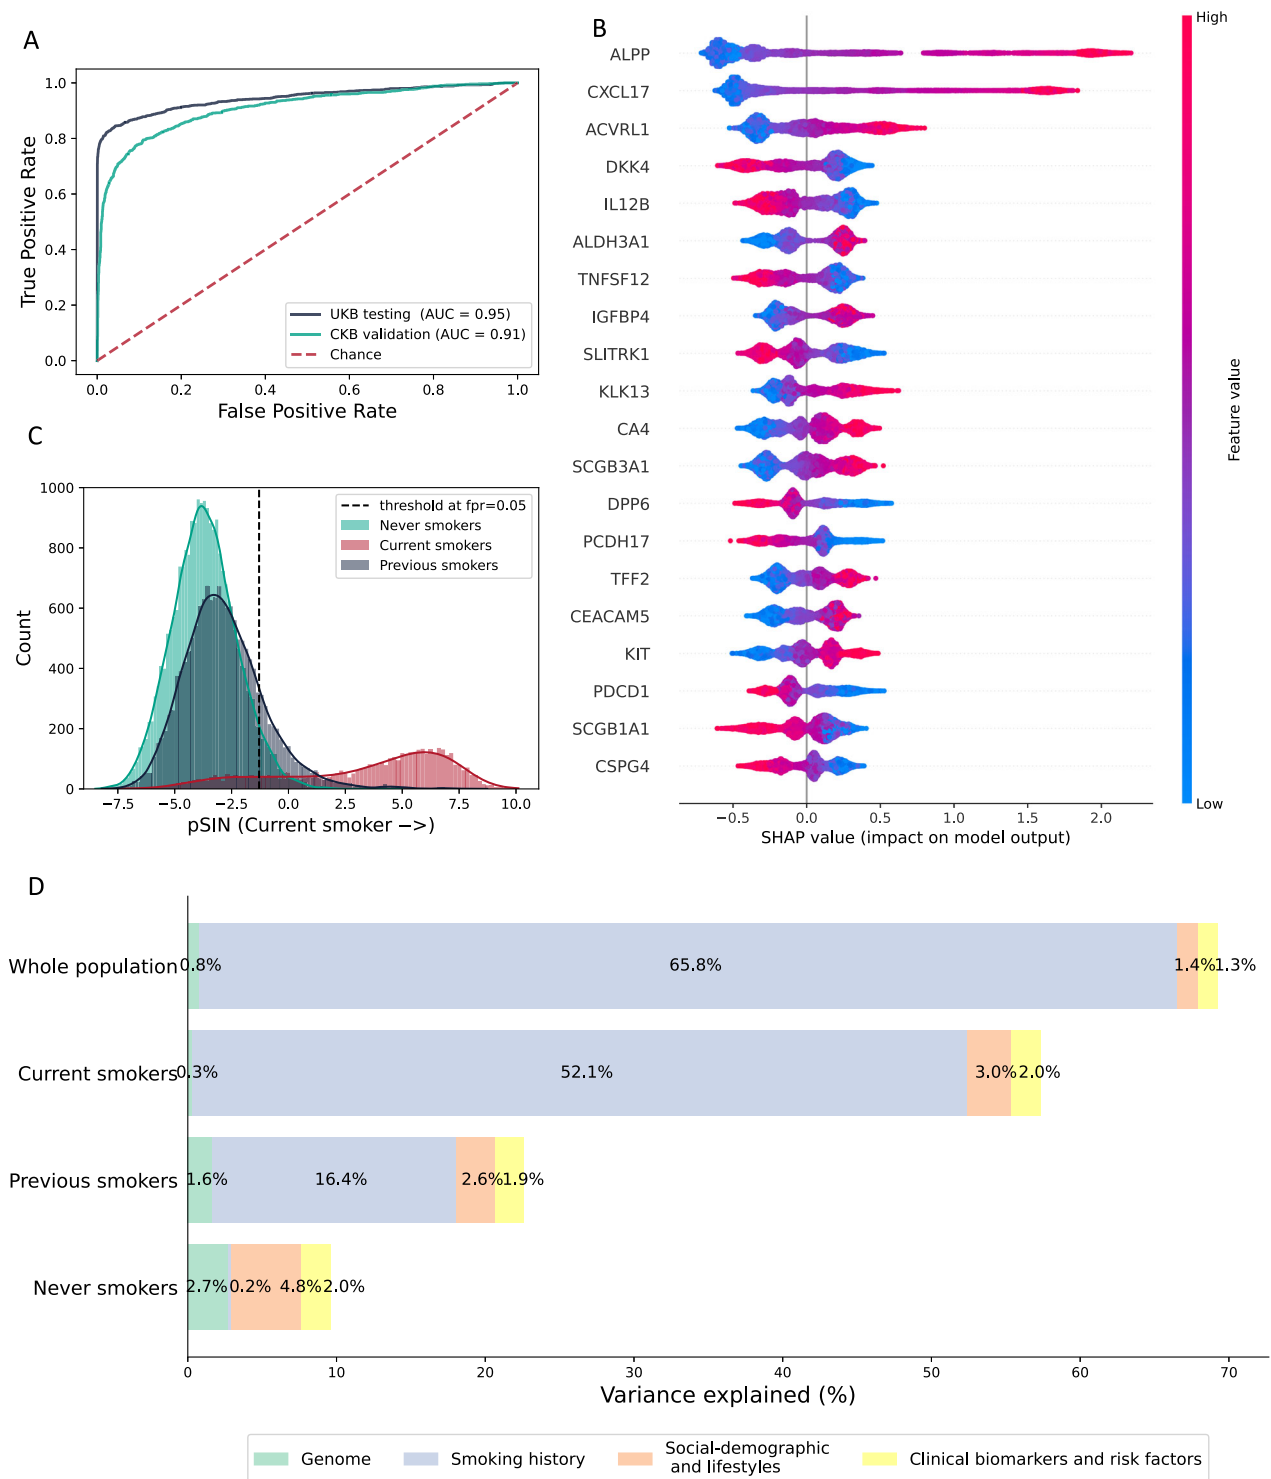 A
1.0
0.8
0.6
0.4
0.2
0.0
True Positive Rate
UKB testing (AUC = 0.95)
CKB validation (AUC = 0.91)
Chance
0.0 0.2 0.4 0.6 0.8 1.0
False Positive Rate
B
ALPP
CXCL17
ACVRL1
DKK4
IL12B
ALDH3A1
TNFSF12
IGFBP4
SLITRK1
KLK13
CA4
SCGB3A1
DPP6
PCDH17
TFF2
CEACAM5
KIT
PDCD1
SCGB1A1
CSPG4
−0.5 0.0 0.5 1.0 1.5 2.0
SHAP value (impact on model output)
High
Feature value
Low
C
1000
800
600
400
200
0
Count
threshold at fpr=0.05
Never smokers
Current smokers
Previous smokers
−7.5 −5.0 −2.5 0.0 2.5 5.0 7.5 10.0
pSIN (Current smoker −>)
D
Whole population 0.8% 65.8% 1.4% 1.3%
Current smokers 0.3% 52.1% 3.0% 2.0%
Previous smokers 1.6% 16.4% 2.6% 1.9%
Never smokers 2.7% 0.2% 4.8% 2.0%
0 10 20 30 40 50 60 70
Variance explained (%)
Genome
Smoking history
Social-demographic
and lifestyles
Clinical biomarkers and risk factors